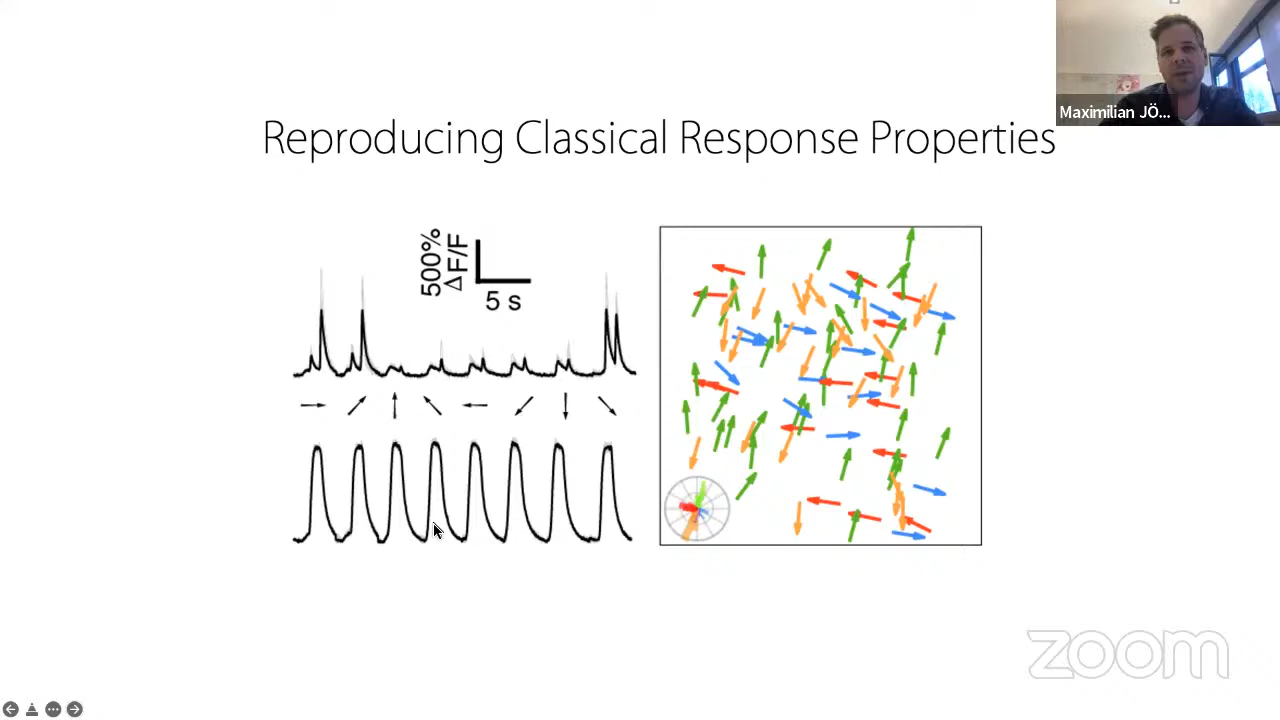 Maximilian JÖ...
Reproducing Classical Response Properties
500%
ΔF/F
5 s
zoom